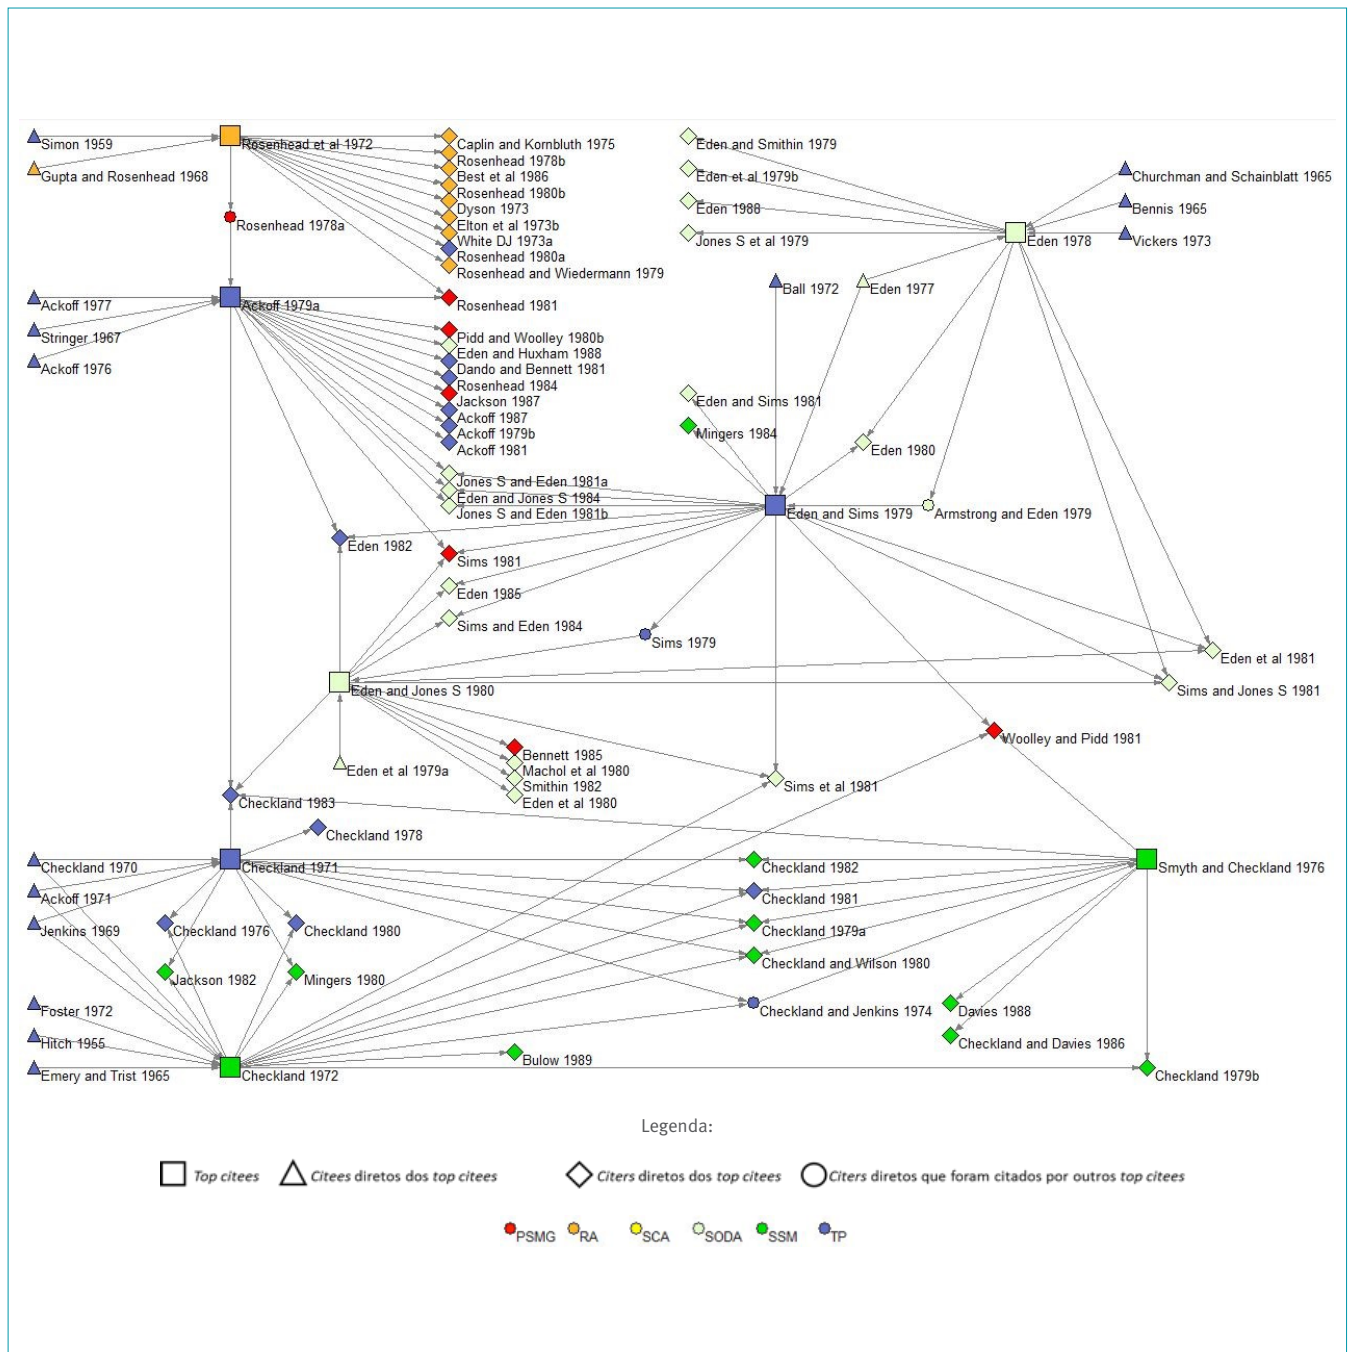 Simon 1959
Gupta and Rosenhead 1968
Rosenhead et al 1972
Rosenhead 1978a
Caplin and Kornbluth 1975
Rosenhead 1978b
Best et al 1986
Rosenhead 1980b
Dyson 1973
Elton et al 1973b
White DJ 1973a
Rosenhead 1980a
Rosenhead and Wiedermann 1979
Rosenhead 1981
Eden and Smithin 1979
Eden et al 1979b
Eden 1986
Jones S et al 1979
Eden 1978
Churchman and Schainblatt 1965
Bennis 1965
Vickers 1973
Ball 1972
Eden 1977
Ackoff 1977
Stringer 1967
Ackoff 1976
Ackoff 1979a
Pidd and Woolley 1980b
Eden and Huxham 1988
Dando and Bennett 1981
Rosenhead 1984
Jackson 1987
Ackoff 1987
Ackoff 1979b
Ackoff 1981
Jones S and Eden 1981a
Eden and Jones S 1984
Jones S and Eden 1981b
Eden and Sims 1981
Mingers 1984
Eden 1980
Eden and Sims 1979
Armstrong and Eden 1979
Eden 1982
Sims 1981
Eden 1985
Sims and Eden 1984
Sims 1979
Eden et al 1981
Sims and Jones S 1981
Eden and Jones S 1980
Woolley and Pidd 1981
Eden et al 1979a
Bennett 1985
Machol et al 1980
Smithin 1982
Eden et al 1980
Sims et al 1981
Checkland 1983
Checkland 1978
Checkland 1970
Ackoff 1971
Jenkins 1969
Checkland 1971
Checkland 1976
Checkland 1980
Jackson 1982
Mingers 1980
Checkland 1982
Checkland 1981
Checkland 1979a
Checkland and Wilson 1980
Checkland and Jenkins 1974
Smyth and Checkland 1976
Davies 1988
Checkland and Davies 1986
Checkland 1979b
Foster 1972
Hitch 1955
Emery and Trist 1965
Checkland 1972
Bulow 1989
Legenda:
Top citees
Citees diretos dos top citees
Citers diretos dos top citees
Citers diretos que foram citados por outros top citees
PSMG
RA
SCA
SODA
SSM
TP